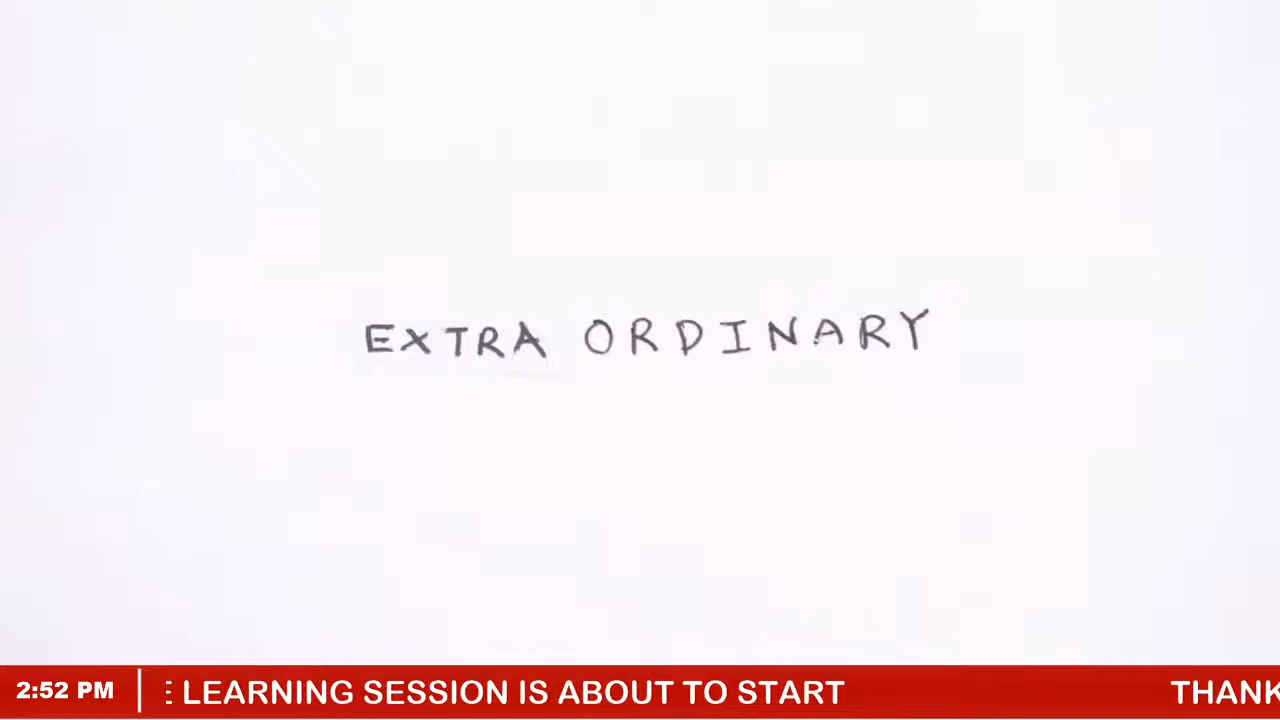 EXTRA ORDINARY
2:52 PM
LEARNING SESSION IS ABOUT TO START
THANK